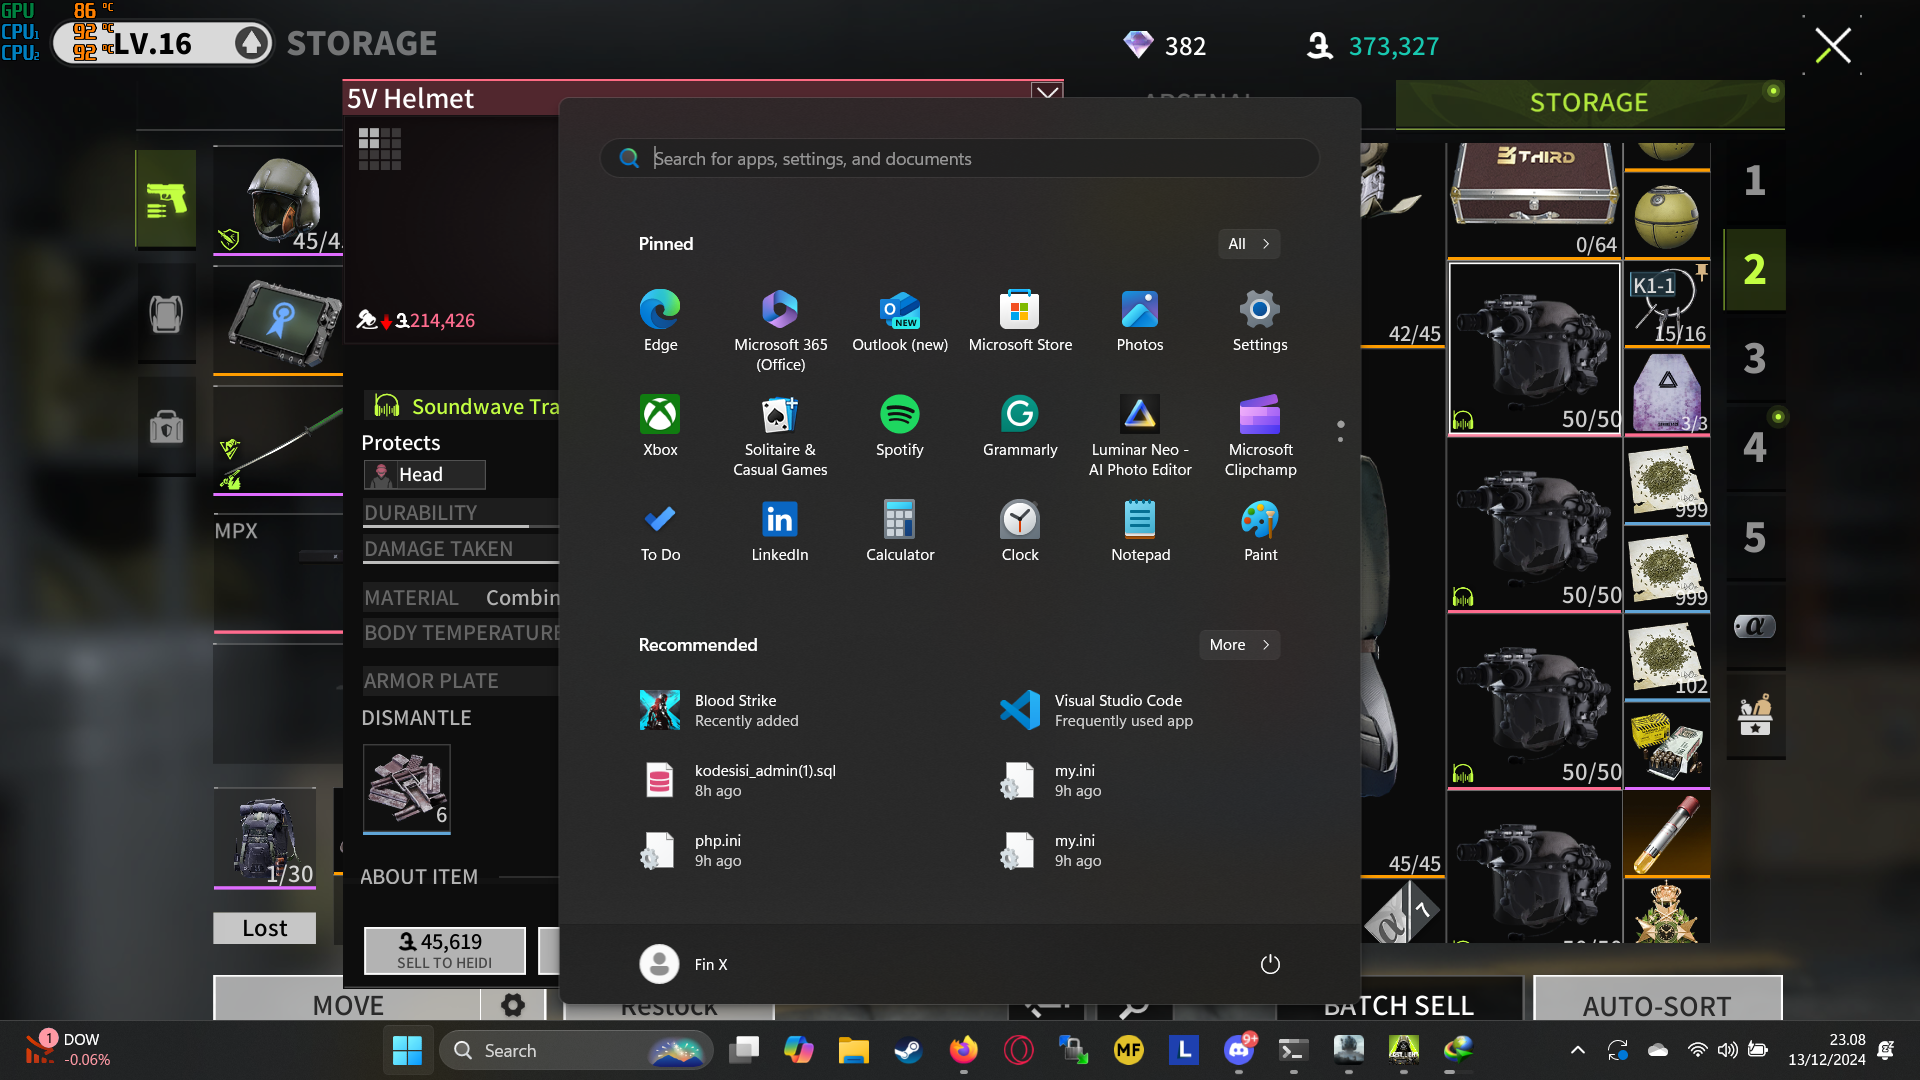 GPU 86 °C
CPU1 92 °C
CPU2 92 °C
LV.16
STORAGE
382
373,327
5V Helmet
STORAGE
45/4
214,426
Soundwave Tra
Protects
Head
DURABILITY
DAMAGE TAKEN
MATERIAL Combin
BODY TEMPERATURE
ARMOR PLATE
DISMANTLE
6
ABOUT ITEM
45,619
SELL TO HEIDI
MPX
1/30
Lost
MOVE
Restock
BATCH SELL
AUTO-SORT
Search for apps, settings, and documents
Pinned
All
Edge
Microsoft 365
(Office)
Outlook (new)
NEW
Microsoft Store
Photos
Settings
Xbox
Solitaire &
Casual Games
Spotify
Grammarly
Luminar Neo -
AI Photo Editor
Microsoft
Clipchamp
To Do
LinkedIn
Calculator
Clock
Notepad
Paint
Recommended
More
Blood Strike
Recently added
Visual Studio Code
Frequently used app
kodesisi_admin(1).sql
8h ago
my.ini
9h ago
php.ini
9h ago
my.ini
9h ago
Fin X
THIRD
0/64
42/45
K1-1
15/16
50/50
3/3
999
50/50
999
102
50/50
45/45
7
1
2
3
4
5
1
DOW
-0.06%
Search
MF
L
9+
23.08
13/12/2024